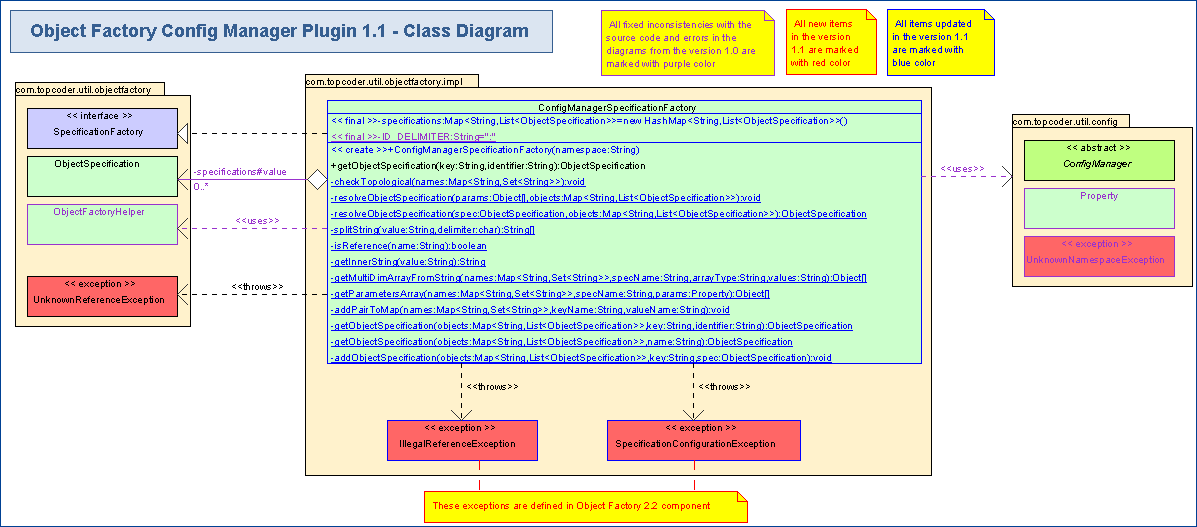 Object Factory Config Manager Plugin 1.1 - Class Diagram
All fixed inconsistencies with the
source code and errors in the
diagrams from the version 1.0 are
marked with purple color
All new items
in the version
1.1 are marked
with red color
All items updated
in the version 1.1
are marked with
blue color
com.topcoder.util.objectfactory
<< interface >>
SpecificationFactory
ObjectSpecification
ObjectFactoryHelper
<< exception >>
UnknownReferenceException
-specifications#value
0..*
<<uses>>
<<throws>>
com.topcoder.util.objectfactory.impl
ConfigManagerSpecificationFactory
<< final >>-specifications:Map<String,List<ObjectSpecification>>=new HashMap<String,List<ObjectSpecification>>()
<< final >>-ID_DELIMITER:String=":"
<< create >>+ConfigManagerSpecificationFactory(namespace:String)
+getObjectSpecification(key:String,identifier:String):ObjectSpecification
-checkTopological(names:Map<String,Set<String>>):void
-resolveObjectSpecification(params:Object[],objects:Map<String,List<ObjectSpecification>>):void
-resolveObjectSpecification(spec:ObjectSpecification,objects:Map<String,List<ObjectSpecification>>):ObjectSpecification
-splitString(value:String,delimiter:char):String[]
-isReference(name:String):boolean
-getInnerString(value:String):String
-getMultiDimArrayFromString(names:Map<String,Set<String>>,specName:String,arrayType:String,values:String):Object[]
-getParametersArray(names:Map<String,Set<String>>,specName:String,params:Property):Object[]
-addPairToMap(names:Map<String,Set<String>>,keyName:String,valueName:String):void
-getObjectSpecification(objects:Map<String,List<ObjectSpecification>>,key:String,identifier:String):ObjectSpecification
-getObjectSpecification(objects:Map<String,List<ObjectSpecification>>,name:String):ObjectSpecification
-addObjectSpecification(objects:Map<String,List<ObjectSpecification>>,key:String,spec:ObjectSpecification):void
<<throws>>
<<throws>>
<< exception >>
IllegalReferenceException
<< exception >>
SpecificationConfigurationException
These exceptions are defined in Object Factory 2.2 component
<<uses>>
com.topcoder.util.config
<< abstract >>
ConfigManager
Property
<< exception >>
UnknownNamespaceException